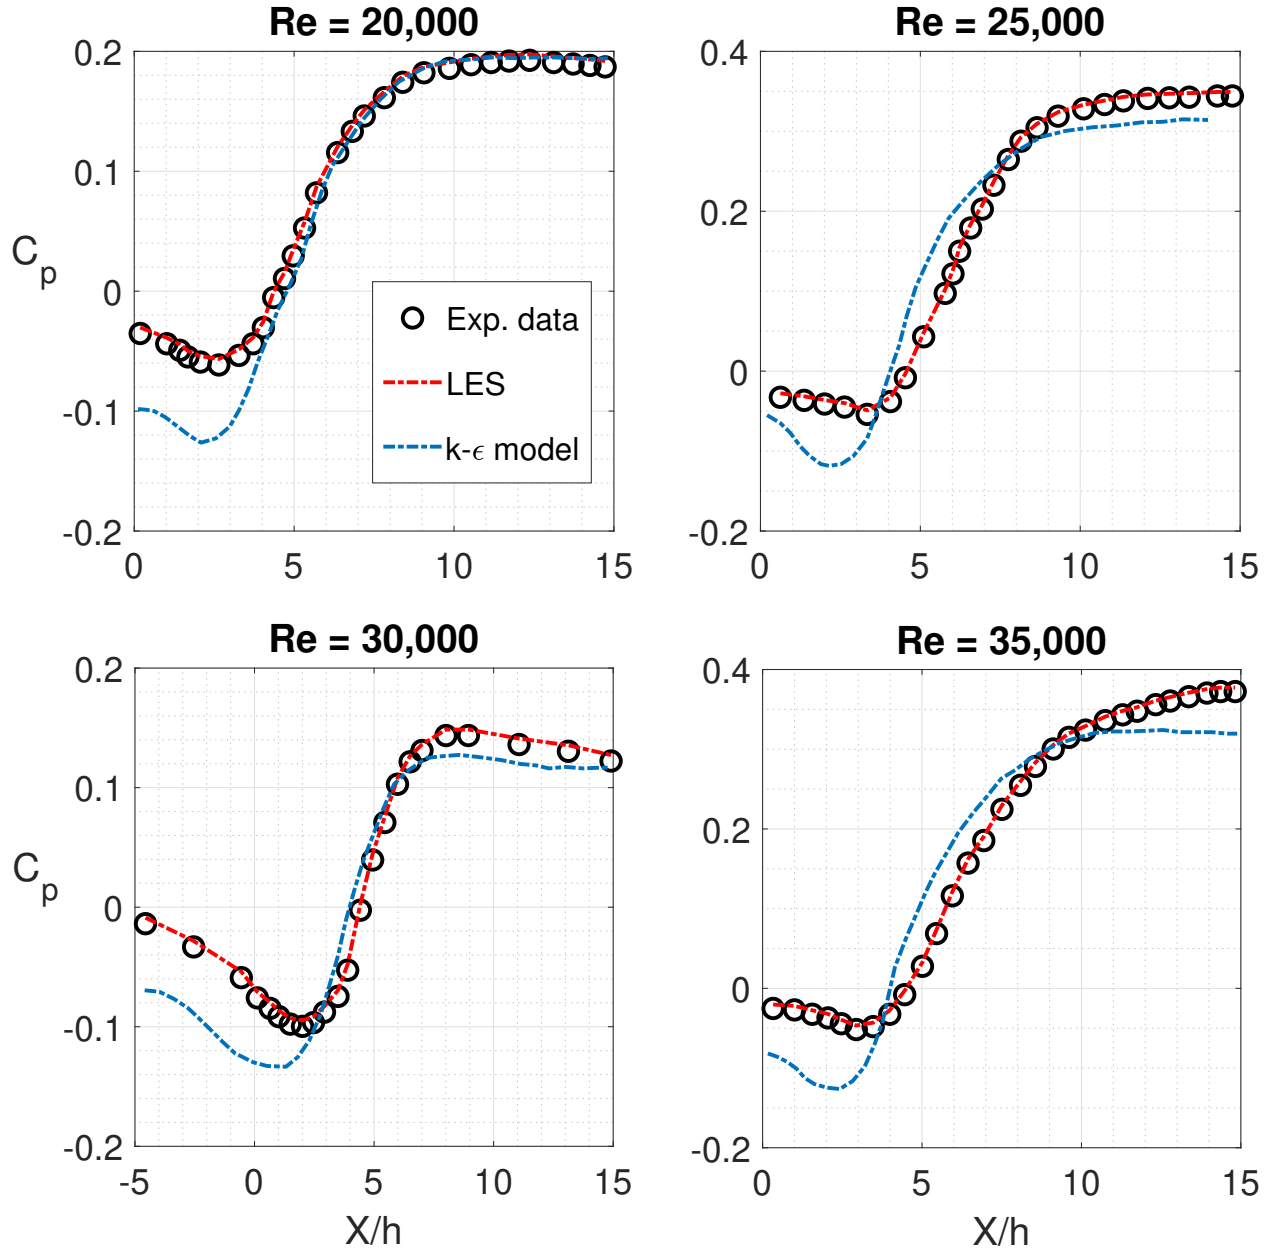 Re = 20,000
0.2
0.1
0
-0.1
-0.2
C_p
0 5 10 15
Exp. data
LES
k-ϵ model
Re = 25,000
0.4
0.2
0
-0.2
0 5 10 15
Re = 30,000
0.2
0.1
0
-0.1
-0.2
C_p
-5 0 5 10 15
X/h
Re = 35,000
0.4
0.2
0
-0.2
0 5 10 15
X/h